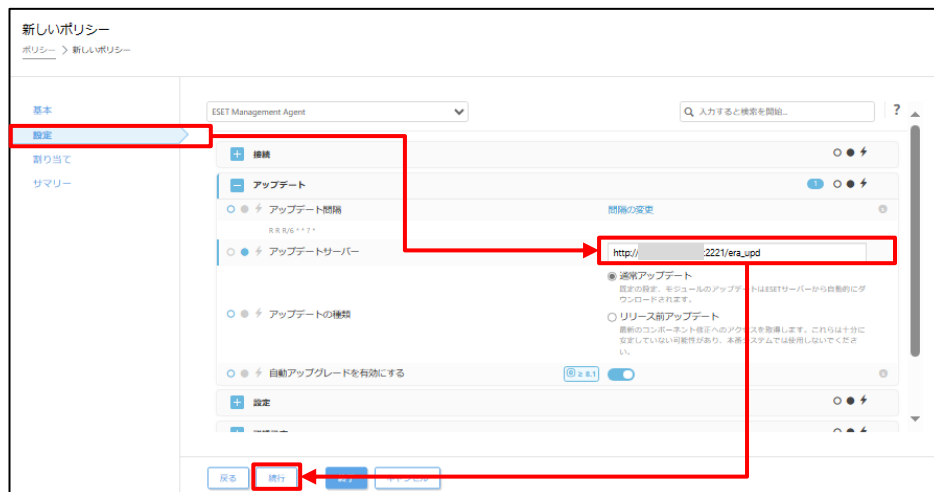 新しいポリシー
ポリシー > 新しいポリシー
基本
設定
割り当て
サマリー
ESET Management Agent
入力すると検索を開始...
?
接続
アップデート
1
アップデート間隔
間隔の変更
R R R/6 * * ? *
アップデートサーバー
http:// :2221/era_upd
アップデートの種類
通常アップデート
既定の設定、モジュールのアップデートはESETサーバーから自動的にダ
ウンロードされます。
リリース前アップデート
最新のコンポーネント修正へのアクセスを取得します。これらは十分に
安定していない可能性があり、本番システムでは使用しないでくださ
い。
自動アップグレードを有効にする
≥ 8.1
設定
戻る
続行
キャンセル